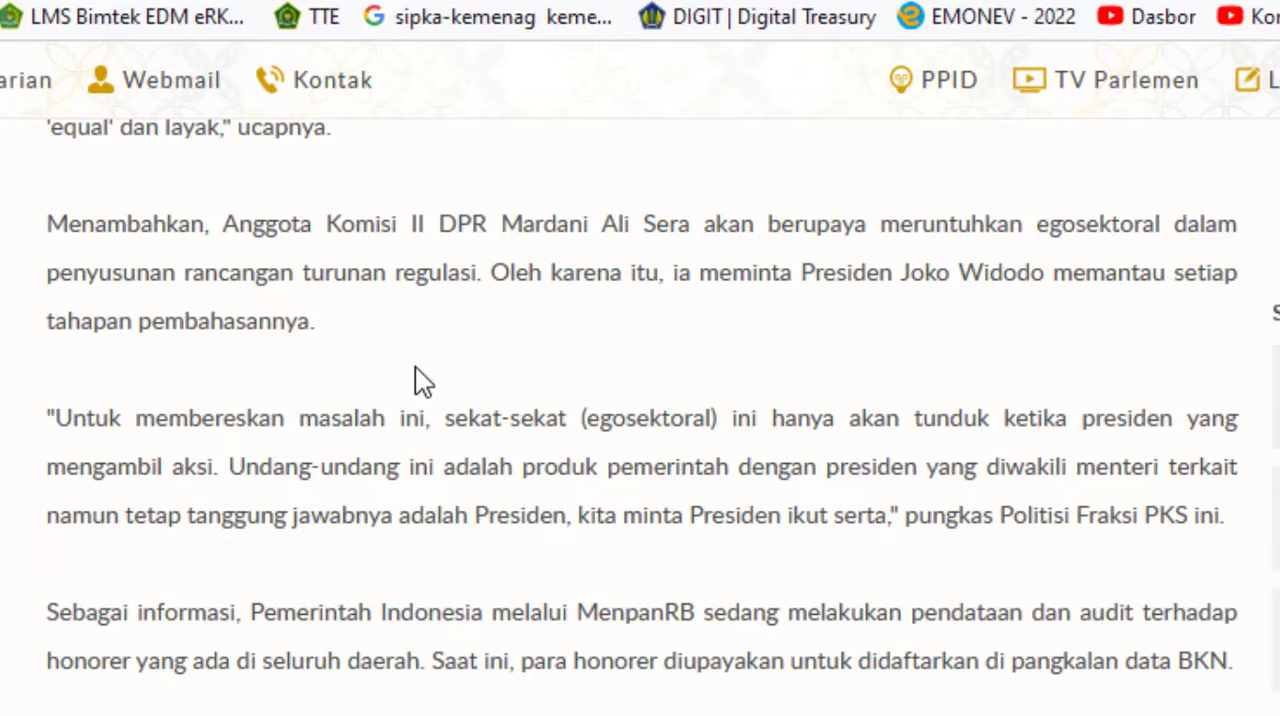 LMS Bimtek EDM eRK... TTE sipka-kemenag keme... DIGIT | Digital Treasury EMONEV - 2022 Dasbor Kor
arian Webmail Kontak PPID TV Parlemen L
'equal' dan layak," ucapnya.
Menambahkan, Anggota Komisi II DPR Mardani Ali Sera akan berupaya meruntuhkan egosektoral dalam
penyusunan rancangan turunan regulasi. Oleh karena itu, ia meminta Presiden Joko Widodo memantau setiap
tahapan pembahasannya.
"Untuk membereskan masalah ini, sekat-sekat (egosektoral) ini hanya akan tunduk ketika presiden yang
mengambil aksi. Undang-undang ini adalah produk pemerintah dengan presiden yang diwakili menteri terkait
namun tetap tanggung jawabnya adalah Presiden, kita minta Presiden ikut serta," pungkas Politisi Fraksi PKS ini.
Sebagai informasi, Pemerintah Indonesia melalui MenpanRB sedang melakukan pendataan dan audit terhadap
honorer yang ada di seluruh daerah. Saat ini, para honorer diupayakan untuk didaftarkan di pangkalan data BKN.